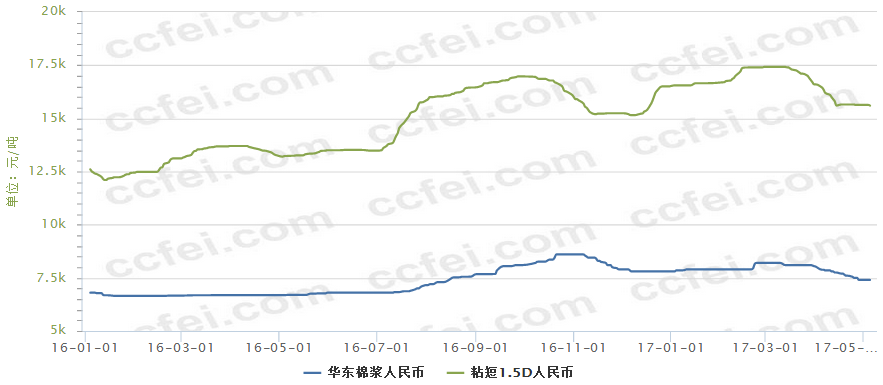 20k
17.5k
15k
12.5k
10k
7.5k
5k
单位：元/吨
16-01-01 16-03-01 16-05-01 16-07-01 16-09-01 16-11-01 17-01-01 17-03-01 17-05-...
华东棉浆人民币 粘短1.5D人民币
ccfei.com ccfei.com ccfei.com
ccfei.com ccfei.com ccfei.com
ccfei.com ccfei.com ccfei.com
ccfei.com ccfei.com ccfei.com